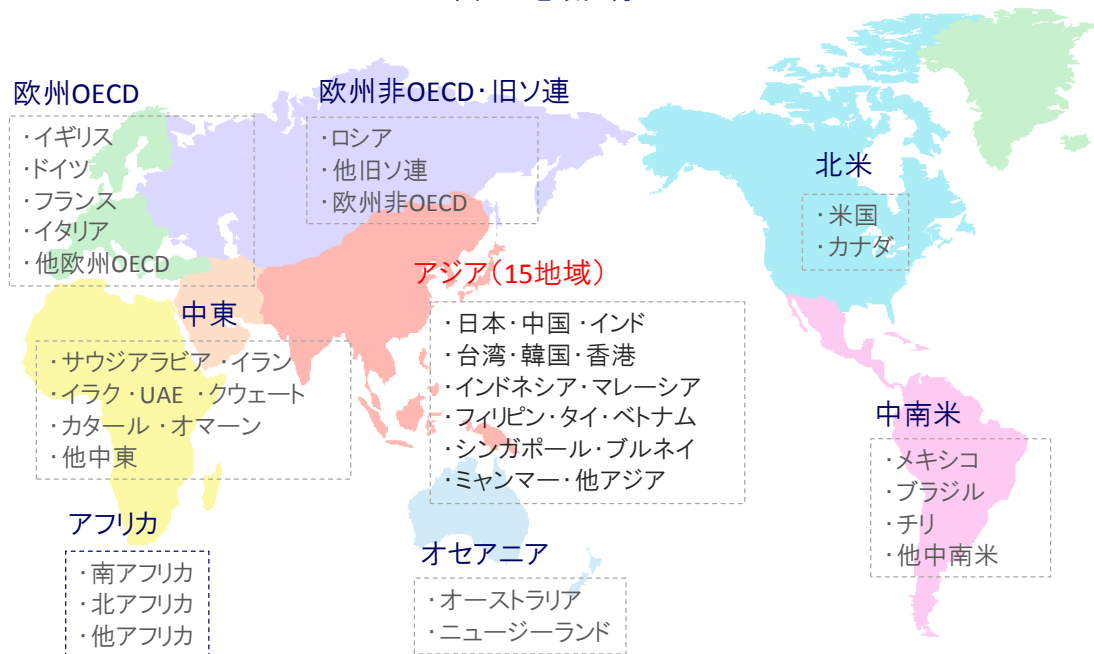 欧州OECD
・イギリス
・ドイツ
・フランス
・イタリア
・他欧州OECD
欧州非OECD・旧ソ連
・ロシア
・他旧ソ連
・欧州非OECD
北米
・米国
・カナダ
アジア（15地域）
・日本・中国・インド
・台湾・韓国・香港
・インドネシア・マレーシア
・フィリピン・タイ・ベトナム
・シンガポール・ブルネイ
・ミャンマー・他アジア
中東
・サウジアラビア ・イラン
・イラク ・UAE ・クウェート
・カタール ・オマーン
・他中東
中南米
・メキシコ
・ブラジル
・チリ
・他中南米
アフリカ
・南アフリカ
・北アフリカ
・他アフリカ
オセアニア
・オーストラリア
・ニュージーランド